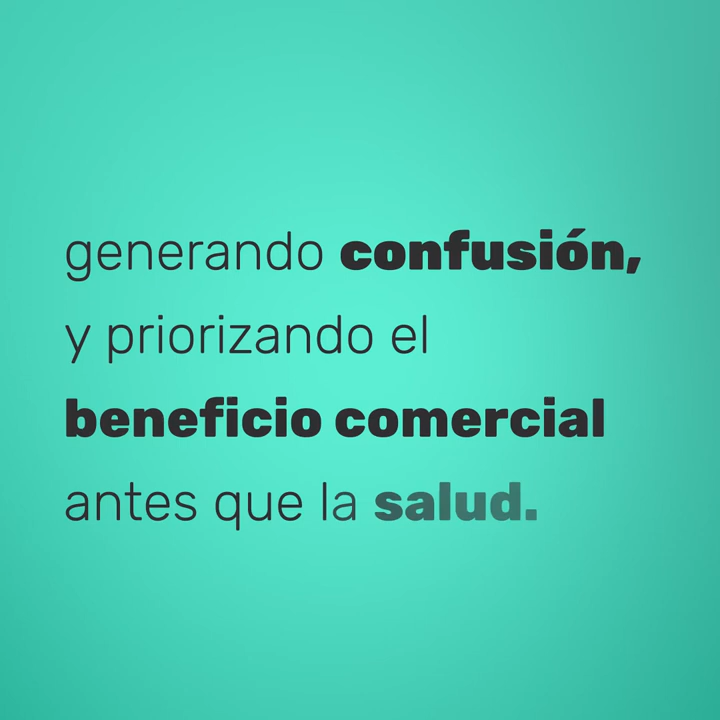 generando confusión,
y priorizando el
beneficio comercial
antes que la salud.